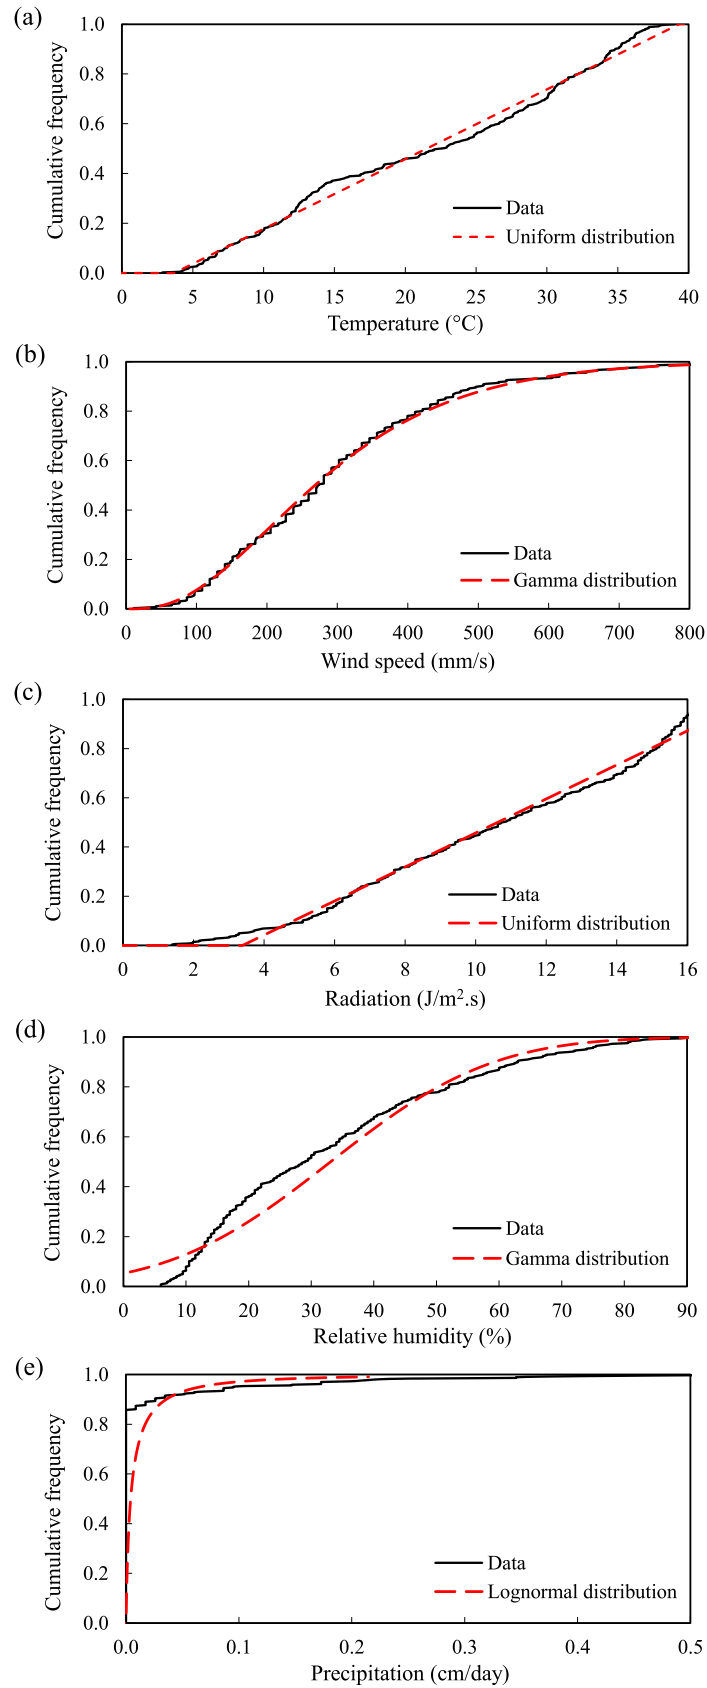 (a)
Cumulative frequency
1.0
0.8
0.6
0.4
0.2
0.0
Data
Uniform distribution
0 5 10 15 20 25 30 35 40
Temperature (°C)
(b)
Cumulative frequency
1.0
0.8
0.6
0.4
0.2
0.0
Data
Gamma distribution
0 100 200 300 400 500 600 700 800
Wind speed (mm/s)
(c)
Cumulative frequency
1.0
0.8
0.6
0.4
0.2
0.0
Data
Uniform distribution
0 2 4 6 8 10 12 14 16
Radiation (J/m².s)
(d)
Cumulative frequency
1.0
0.8
0.6
0.4
0.2
0.0
Data
Gamma distribution
0 10 20 30 40 50 60 70 80 90
Relative humidity (%)
(e)
Cumulative frequency
1.0
0.8
0.6
0.4
0.2
0.0
Data
Lognormal distribution
0.0 0.1 0.2 0.3 0.4 0.5
Precipitation (cm/day)